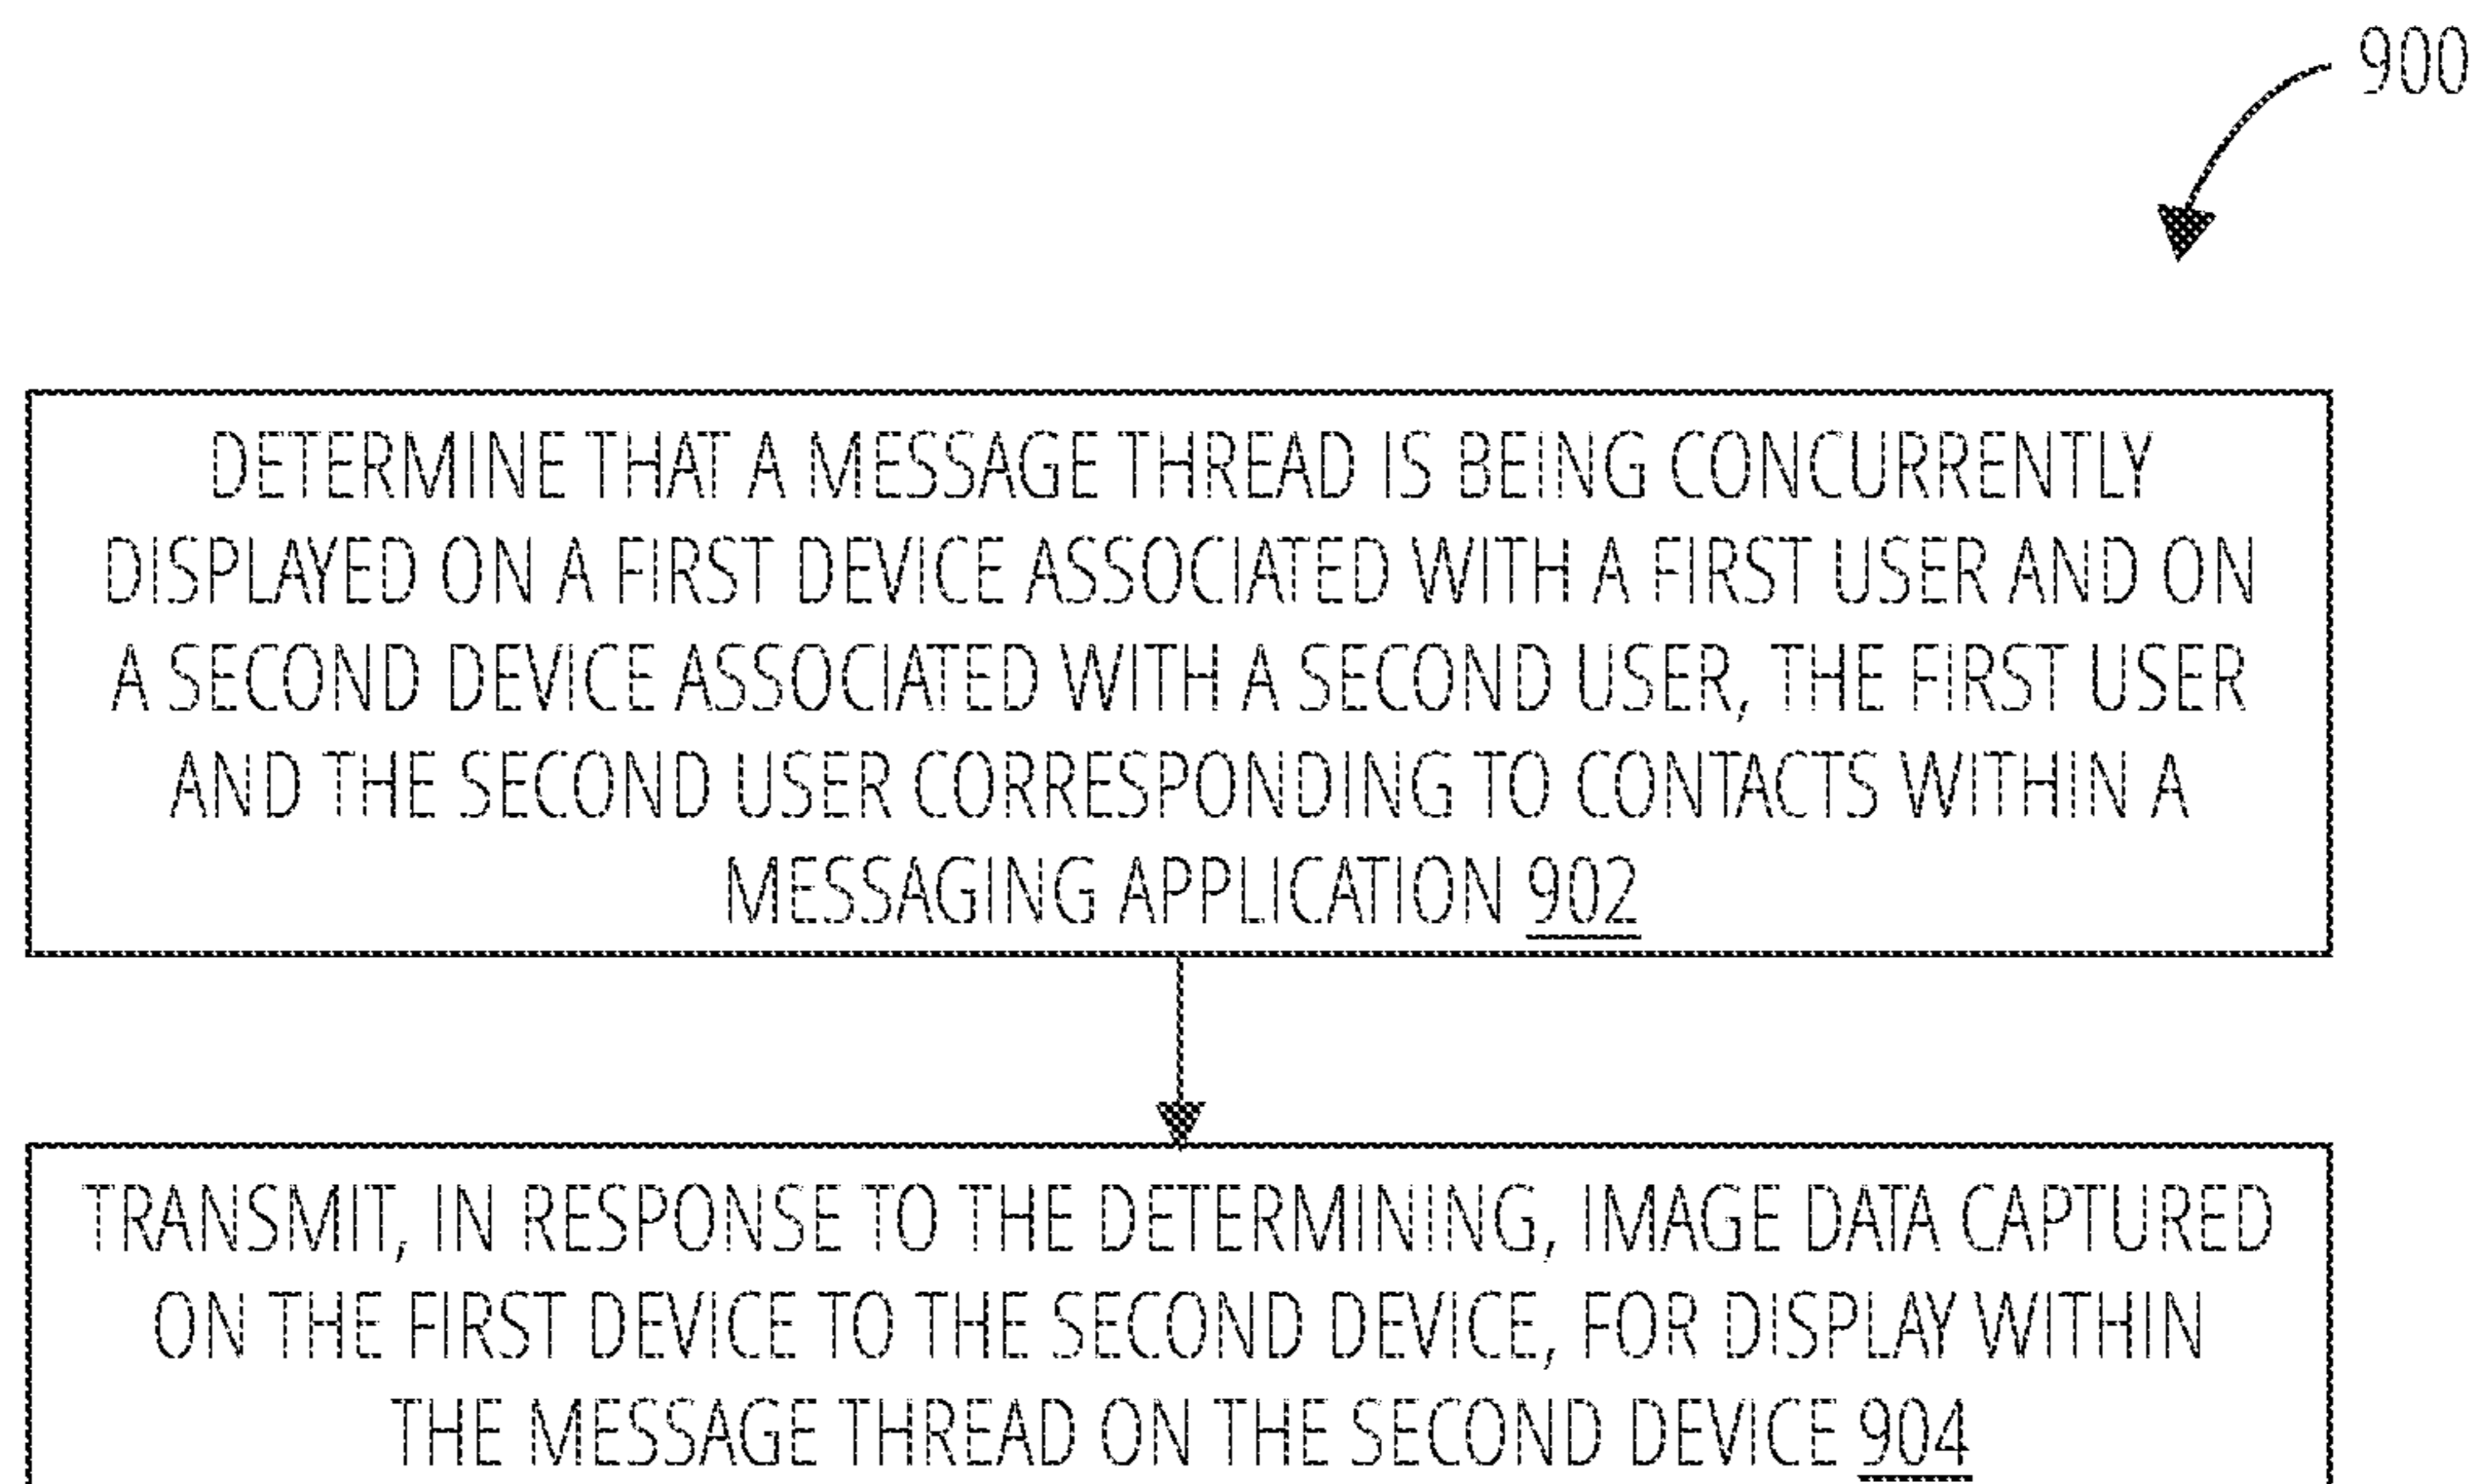 900
DETERMINE THAT A MESSAGE THREAD IS BEING CONCURRENTLY
DISPLAYED ON A FIRST DEVICE ASSOCIATED WITH A FIRST USER AND ON
A SECOND DEVICE ASSOCIATED WITH A SECOND USER, THE FIRST USER
AND THE SECOND USER CORRESPONDING TO CONTACTS WITHIN A
MESSAGING APPLICATION 902
TRANSMIT, IN RESPONSE TO THE DETERMINING, IMAGE DATA CAPTURED
ON THE FIRST DEVICE TO THE SECOND DEVICE, FOR DISPLAY WITHIN
THE MESSAGE THREAD ON THE SECOND DEVICE 904